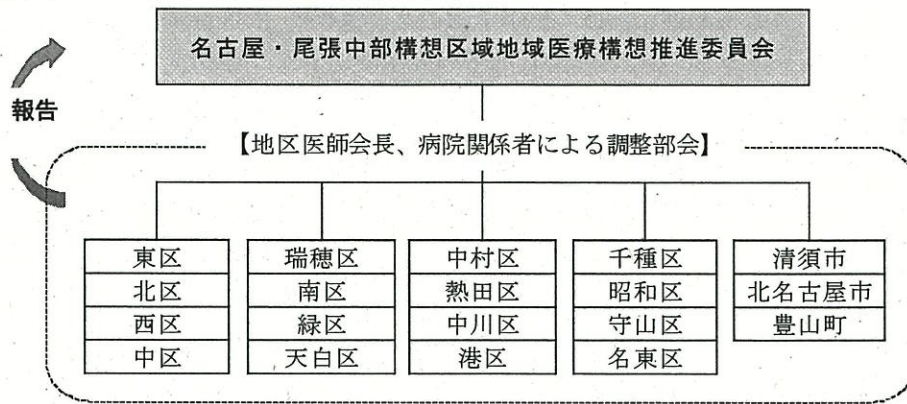 名古屋・尾張中部構想区域地域医療構想推進委員会
報告
【地区医師会長、病院関係者による調整部会】
東区
北区
西区
中区
瑞穂区
南区
緑区
天白区
中村区
熱田区
中川区
港区
千種区
昭和区
守山区
名東区
清須市
北名古屋市
豊山町